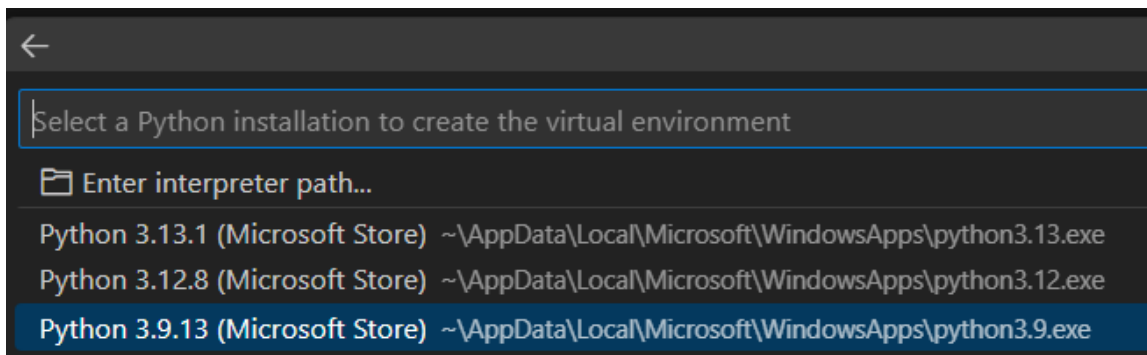 Select a Python installation to create the virtual environment
Enter interpreter path...
Python 3.13.1 (Microsoft Store) ~\AppData\Local\Microsoft\WindowsApps\python3.13.exe
Python 3.12.8 (Microsoft Store) ~\AppData\Local\Microsoft\WindowsApps\python3.12.exe
Python 3.9.13 (Microsoft Store) ~\AppData\Local\Microsoft\WindowsApps\python3.9.exe